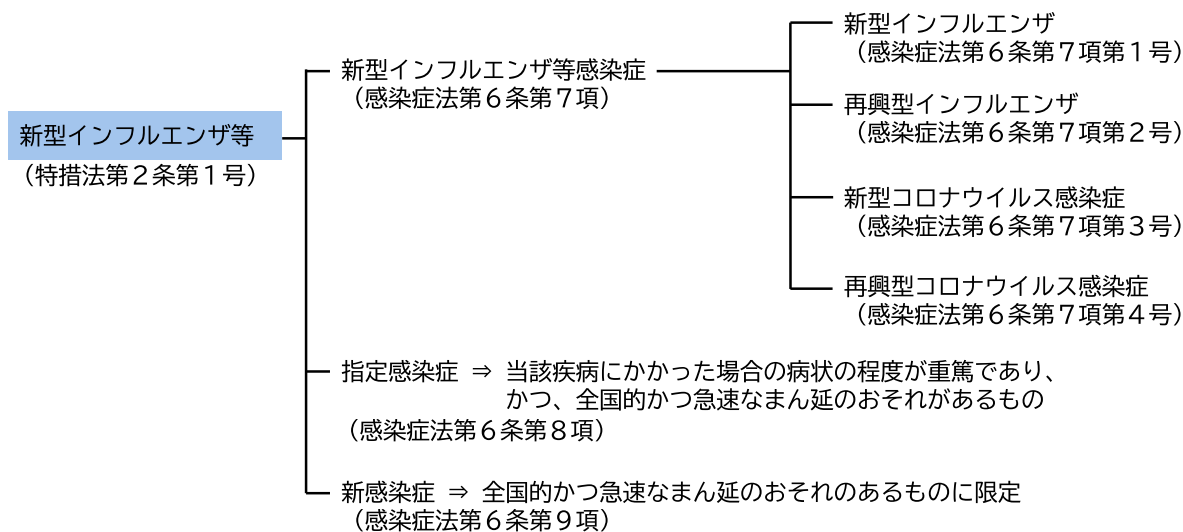 新型インフルエンザ等
（特措法第２条第１号）
新型インフルエンザ等感染症
（感染症法第６条第７項）
新型インフルエンザ
（感染症法第６条第７項第１号）
再興型インフルエンザ
（感染症法第６条第７項第２号）
新型コロナウイルス感染症
（感染症法第６条第７項第３号）
再興型コロナウイルス感染症
（感染症法第６条第７項第４号）
指定感染症 ⇒ 当該疾病にかかった場合の病状の程度が重篤であり、
かつ、全国的かつ急速なまん延のおそれがあるもの
（感染症法第６条第８項）
新感染症 ⇒ 全国的かつ急速なまん延のおそれのあるものに限定
（感染症法第６条第９項）